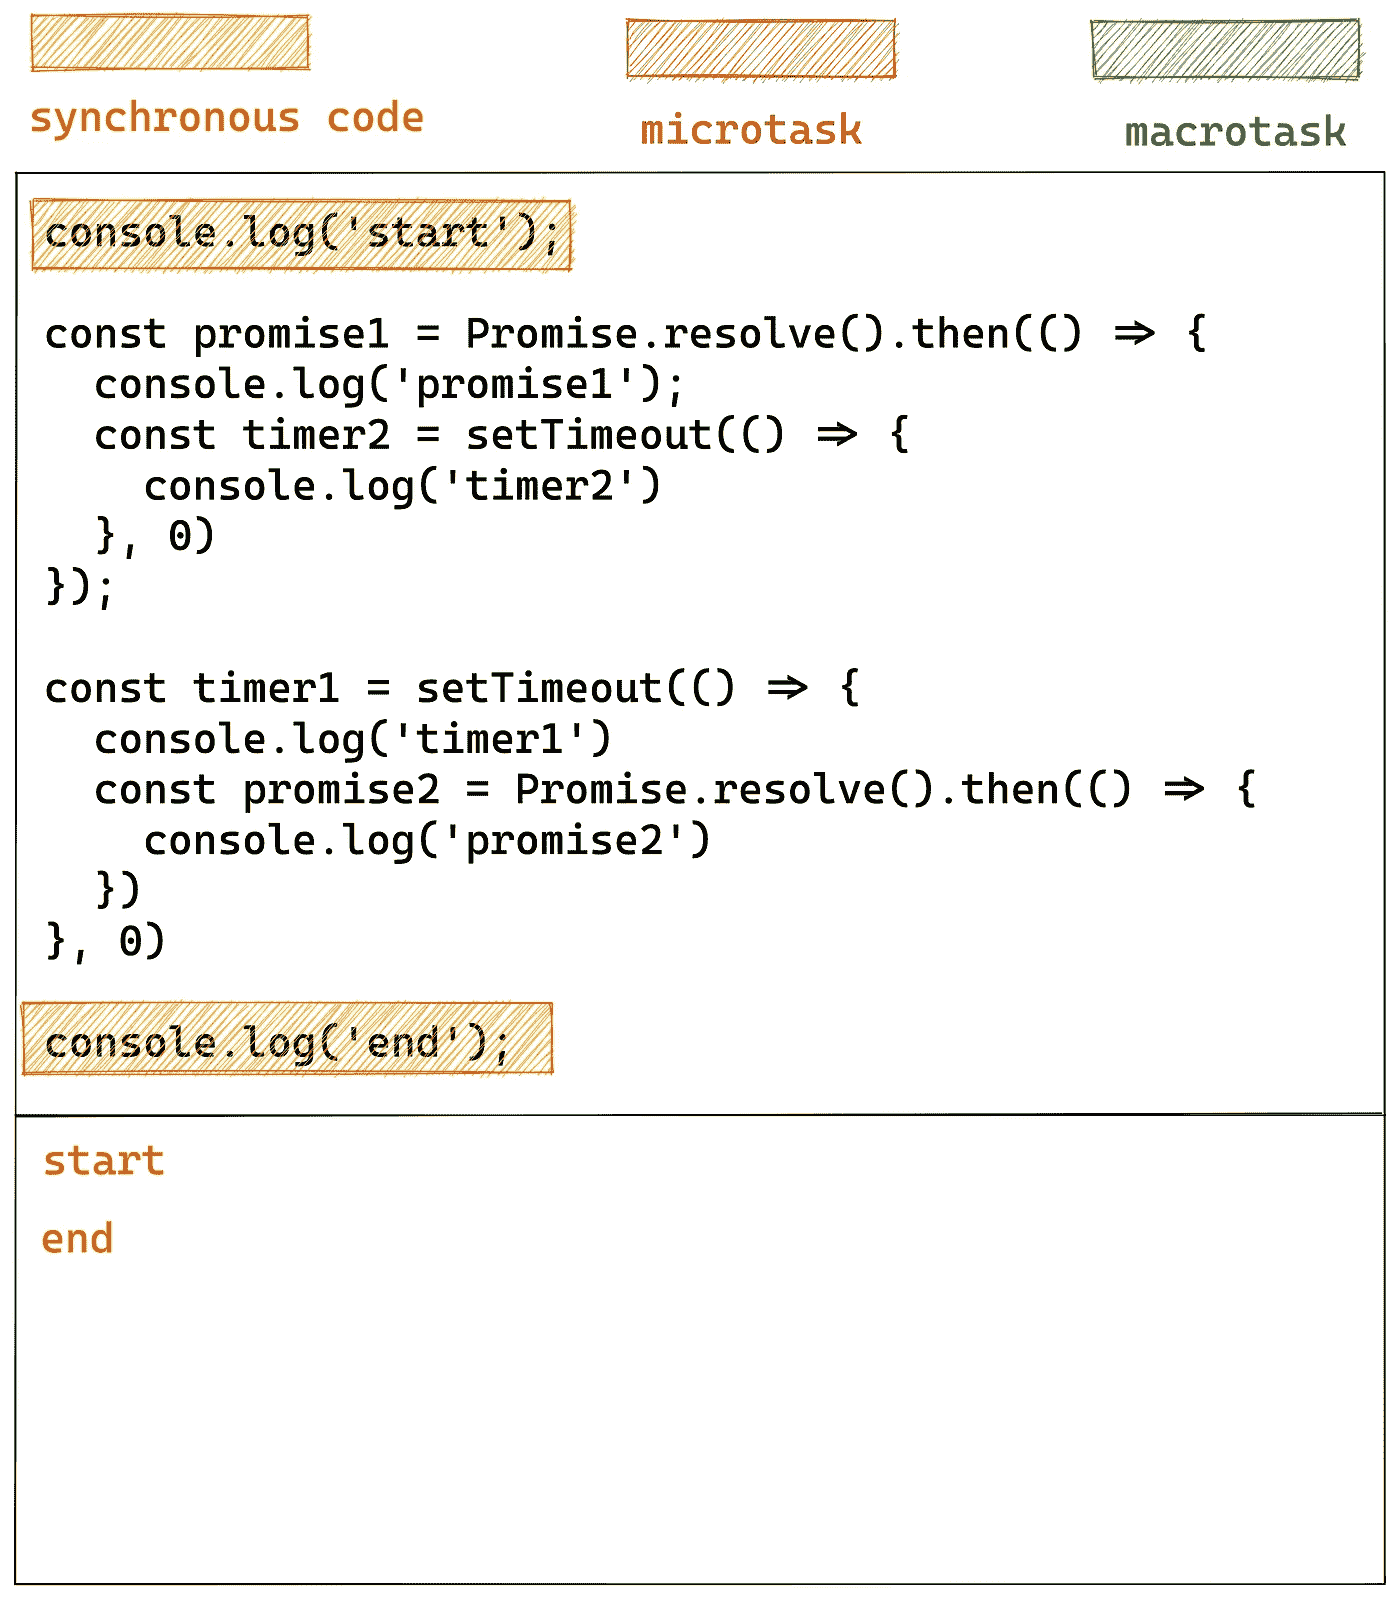 synchronous code
microtask
macrotask
console.log('start');
const promise1 = Promise.resolve().then(() => {
  console.log('promise1');
  const timer2 = setTimeout(() => {
    console.log('timer2')
  }, 0)
});
const timer1 = setTimeout(() => {
  console.log('timer1')
  const promise2 = Promise.resolve().then(() => {
    console.log('promise2')
  })
}, 0)
console.log('end');
start
end